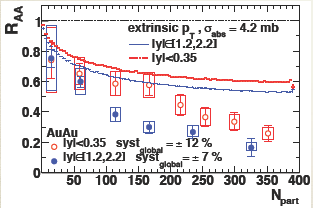 R_AA
1
0.8
0.6
0.4
0.2
0
extrinsic p_T, σ_abs = 4.2 mb
|y|∈[1.2,2.2]
|y|<0.35
AuAu
|y|<0.35 syst_global = ± 12 %
|y|∈[1.2,2.2] syst_global = ± 7 %
50 100 150 200 250 300 350 400
N_part